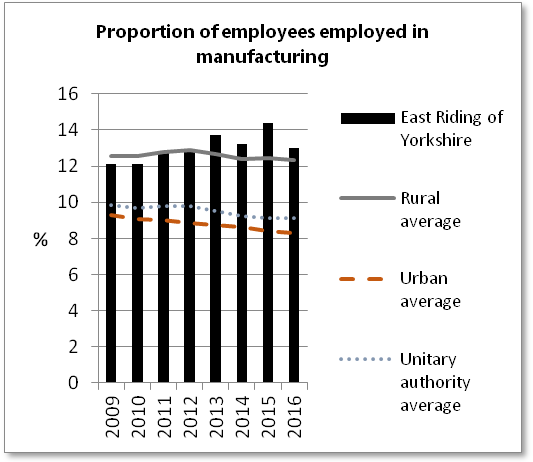 Proportion of employees employed in
manufacturing
16
14
12
10
8
6
4
2
0
%
2009
2010
2011
2012
2013
2014
2015
2016
East Riding of
Yorkshire
Rural
average
Urban
average
Unitary
authority
average